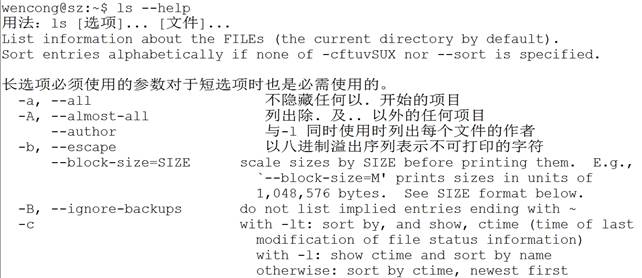 wencong@sz:~$ ls --help
用法：ls [选项]... [文件]...
List information about the FILEs (the current directory by default).
Sort entries alphabetically if none of -cftuvSUX nor --sort is specified.
长选项必须使用的参数对于短选项时也是必需使用的。
-a, --all 不隐藏任何以. 开始的项目
-A, --almost-all 列出除. 及.. 以外的任何项目
--author 与-l 同时使用时列出每个文件的作者
-b, --escape 以八进制溢出序列表示不可打印的字符
--block-size=SIZE scale sizes by SIZE before printing them. E.g.,
`--block-size=M' prints sizes in units of
1,048,576 bytes. See SIZE format below.
-B, --ignore-backups do not list implied entries ending with ~
-c with -lt: sort by, and show, ctime (time of last
modification of file status information)
with -l: show ctime and sort by name
otherwise: sort by ctime, newest first